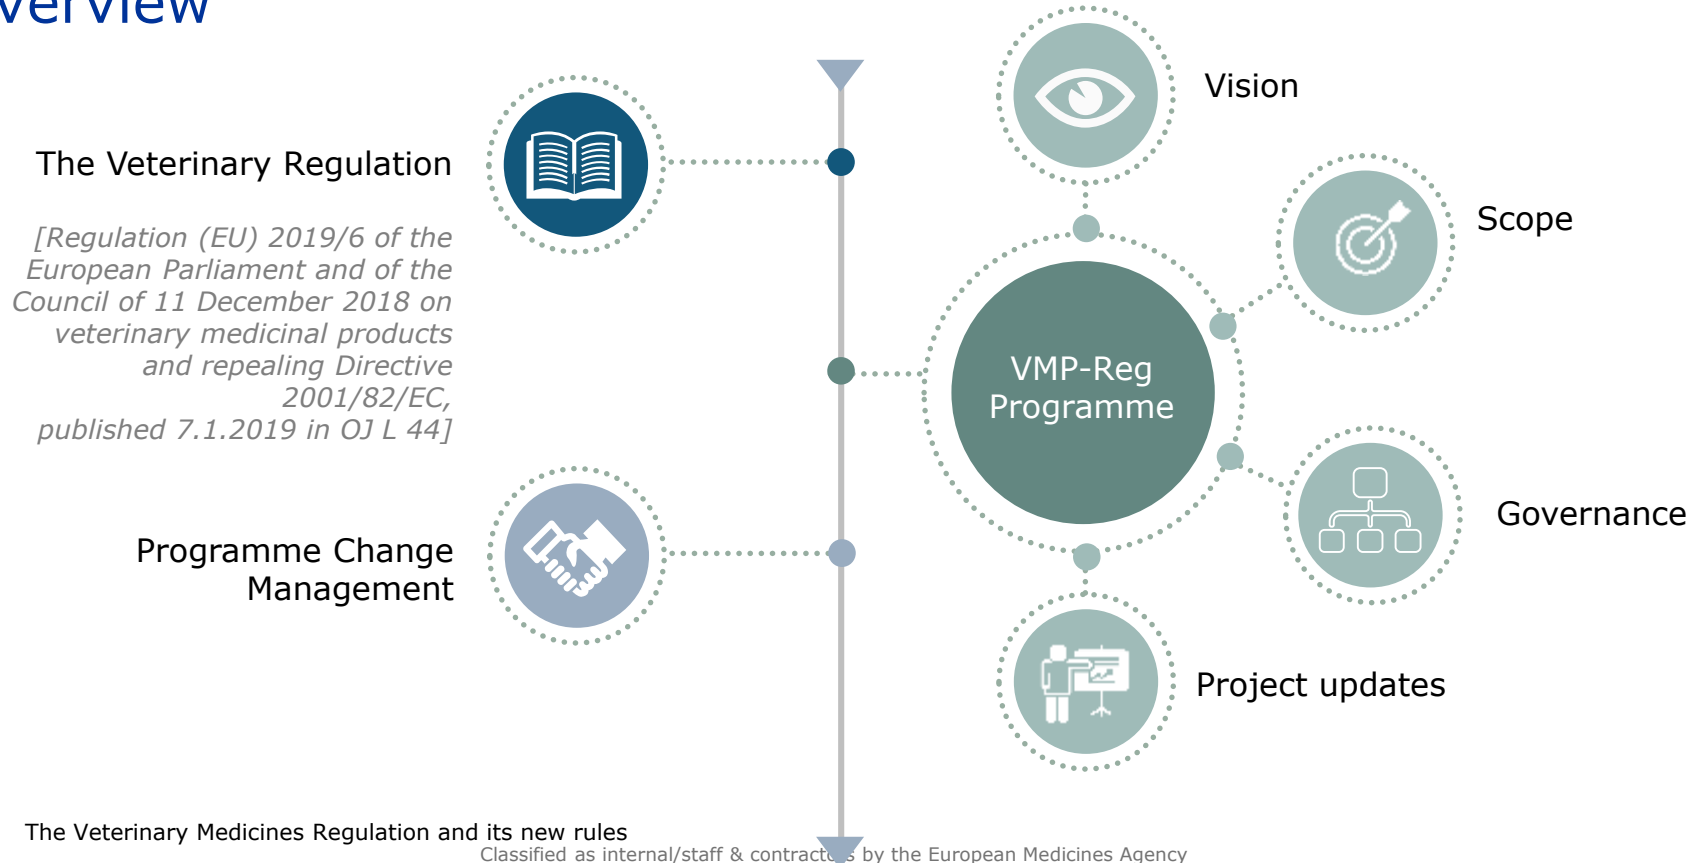 verview
The Veterinary Regulation
[Regulation (EU) 2019/6 of the
European Parliament and of the
Council of 11 December 2018 on
veterinary medicinal products
and repealing Directive
2001/82/EC,
published 7.1.2019 in OJ L 44]
Programme Change
Management
VMP-Reg
Programme
Vision
Scope
Governance
Project updates
The Veterinary Medicines Regulation and its new rules
Classified as internal/staff & contractors by the European Medicines Agency